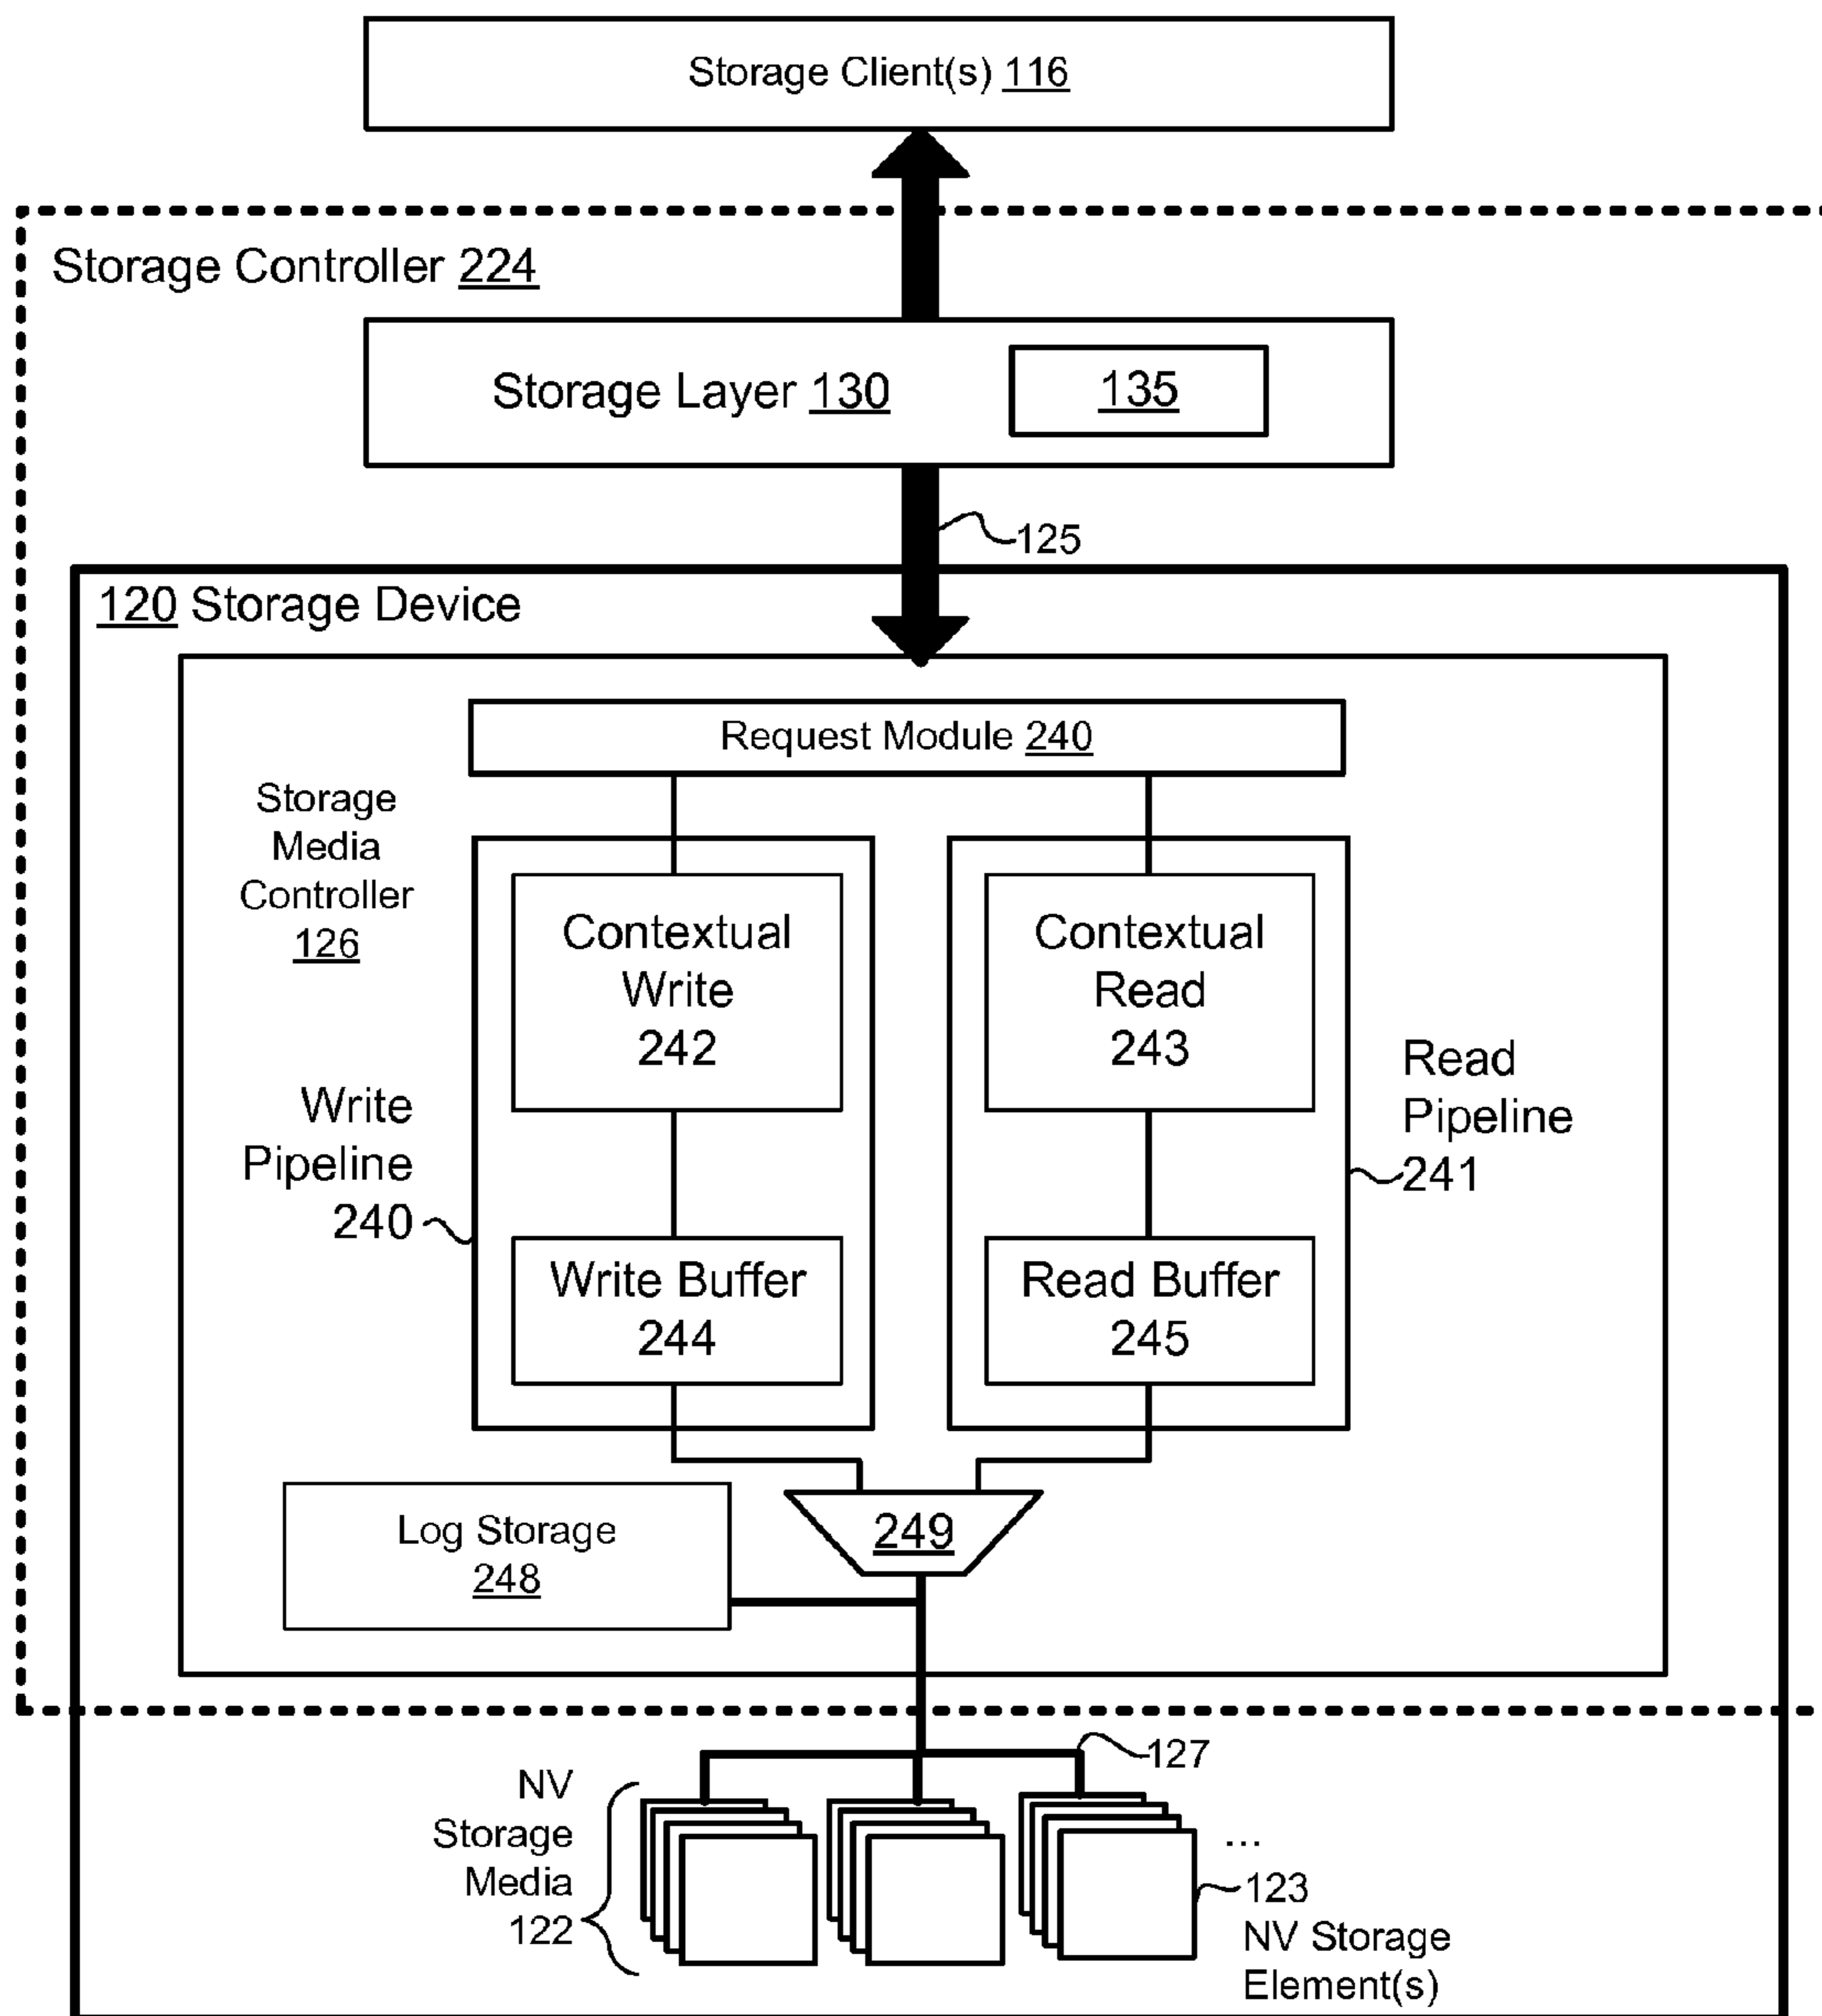 Storage Client(s) 116
Storage Controller 224
Storage Layer 130
135
125
120 Storage Device
Request Module 240
Storage
Media
Controller
126
Contextual
Write
242
Contextual
Read
243
Write
Pipeline
240
Read
Pipeline
241
Write Buffer
244
Read Buffer
245
Log Storage
248
249
127
NV
Storage
Media
122
...
123
NV Storage
Element(s)